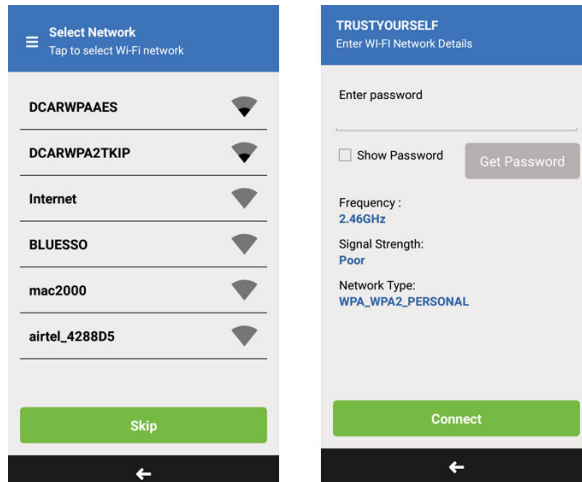 Select Network
Tap to select Wi-Fi network
DCARWPAAES
DCARWPA2TKIP
Internet
BLUESSO
mac2000
airtel_4288D5
Skip
TRUSTYOURSELF
Enter WI-FI Network Details
Enter password
Show Password
Get Password
Frequency :
2.46GHz
Signal Strength:
Poor
Network Type:
WPA_WPA2_PERSONAL
Connect